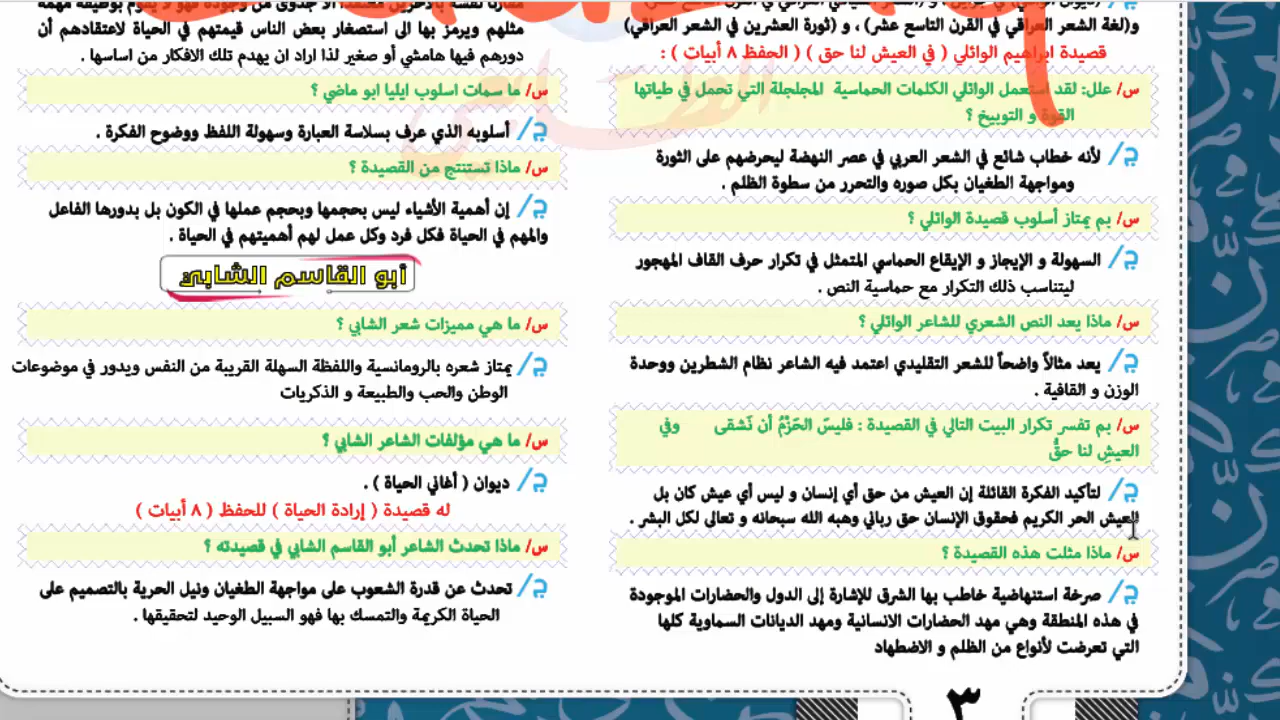 و(لغة الشعر العراقي في القرن التاسع عشر) ، و (ثورة العشرين في الشعر العراقي)
قصيدة ابراهيم الوائلي ( في العيش لنا حق ) ( الحفظ ٨ أبيات ) :
س/ علل: لقد استعمل الوائلي الكلمات الحماسية المجلجلة التي تحمل في طياتها
القوة و التوبيخ ؟
ج/ لأنه خطاب شائع في الشعر العربي في عصر النهضة ليحرضهم على الثورة
ومواجهة الطغيان بكل صوره والتحرر من سطوة الظلم .
س/ بم يمتاز أسلوب قصيدة الوائلي ؟
ج/ السهولة و الإيجاز و الإيقاع الحماسي المتمثل في تكرار حرف القاف المهجور
ليتناسب ذلك التكرار مع حماسية النص .
س/ ماذا يعد النص الشعري للشاعر الوائلي ؟
ج/ يعد مثالاً واضحاً للشعر التقليدي اعتمد فيه الشاعر نظام الشطرين ووحدة
الوزن و القافية .
س/ بم تفسر تكرار البيت التالي في القصيدة : فليسَ الحَزْمُ أن نَشقى وفي
العيشِ لنا حقُّ
ج/ لتأكيد الفكرة القائلة إن العيش من حق أي إنسان و ليس أي عيش كان بل
العيش الحر الكريم فحقوق الإنسان حق رباني وهبه الله سبحانه و تعالى لكل البشر .
س/ ماذا مثلت هذه القصيدة ؟
ج/ صرخة استنهاضية خاطب بها الشرق للإشارة إلى الدول والحضارات الموجودة
في هذه المنطقة وهي مهد الحضارات الانسانية ومهد الديانات السماوية كلها
التي تعرضت لأنواع من الظلم و الاضطهاد
مثلهم ويرمز بها الى استصغار بعض الناس قيمتهم في الحياة لاعتقادهم أن
دورهم فيها هامشي أو صغير لذا اراد ان يهدم تلك الافكار من اساسها .
س/ ما سمات اسلوب ايليا ابو ماضي ؟
ج/ أسلوبه الذي عرف بسلاسة العبارة وسهولة اللفظ ووضوح الفكرة .
س/ ماذا تستنتج من القصيدة ؟
ج/ إن أهمية الأشياء ليس بحجمها وبحجم عملها في الكون بل بدورها الفاعل
والمهم في الحياة فكل فرد وكل عمل لهم أهميتهم في الحياة .
أبو القاسم الشابي
س/ ما هي مميزات شعر الشابي ؟
ج/ يمتاز شعره بالرومانسية واللفظة السهلة القريبة من النفس ويدور في موضوعات
الوطن والحب والطبيعة و الذكريات
س/ ما هي مؤلفات الشاعر الشابي ؟
ج/ ديوان ( أغاني الحياة ) .
له قصيدة ( إرادة الحياة ) للحفظ ( ٨ أبيات )
س/ ماذا تحدث الشاعر أبو القاسم الشابي في قصيدته ؟
ج/ تحدث عن قدرة الشعوب على مواجهة الطغيان ونيل الحرية بالتصميم على
الحياة الكريمة والتمسك بها فهو السبيل الوحيد لتحقيقها .
٣